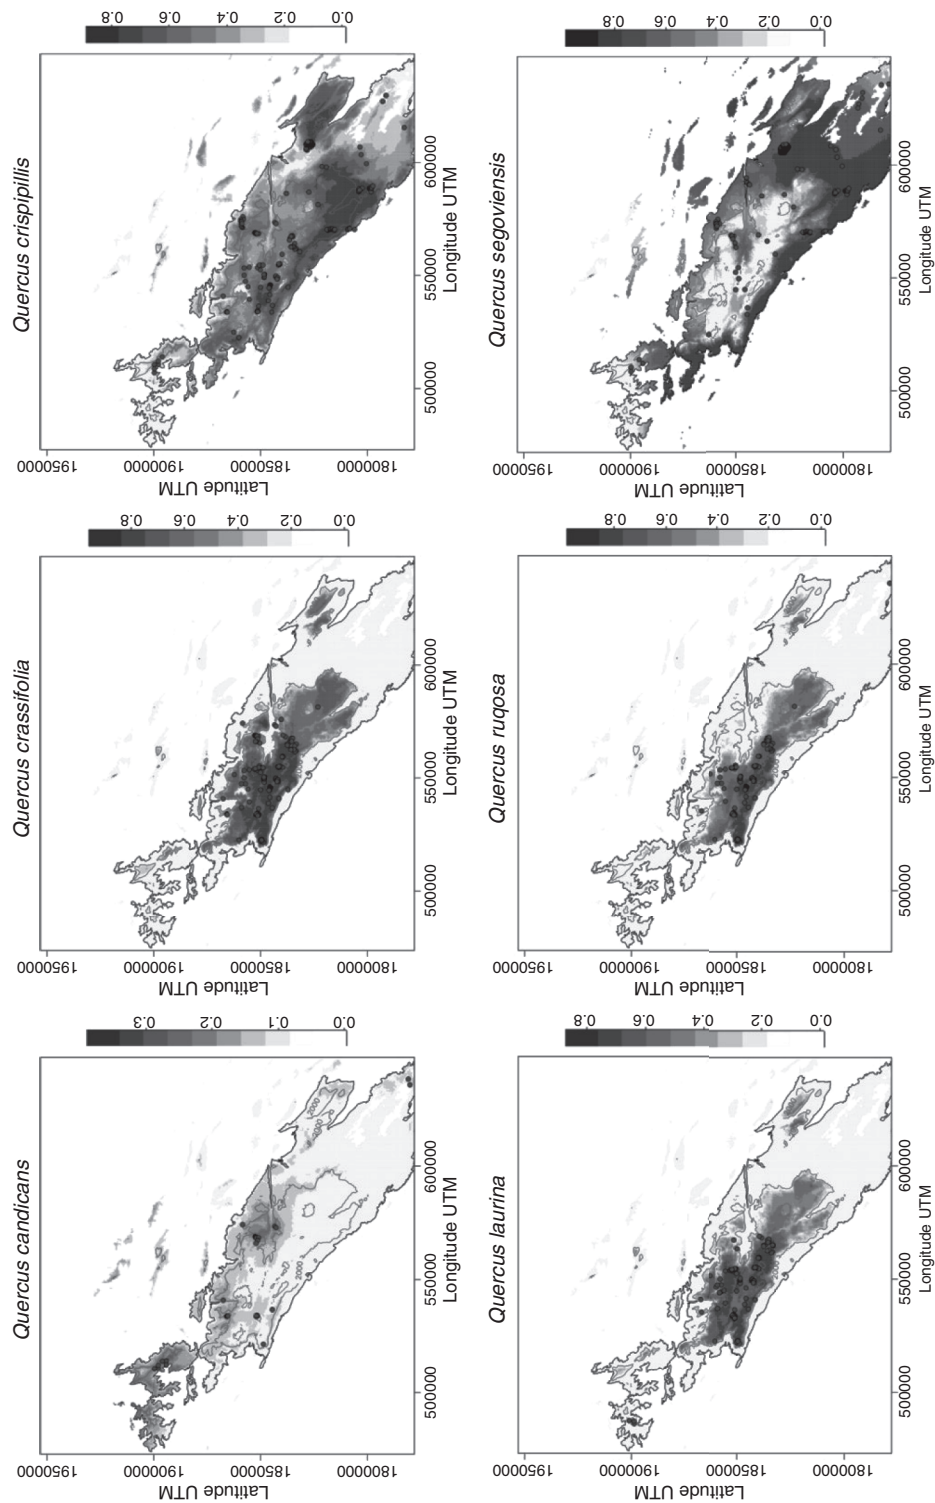 Quercus crispipillis
0.8 0.6 0.4 0.2 0.0
1950000 1900000 1850000 1800000
Latitude UTM
500000 550000 600000
Longitude UTM
Quercus segoviensis
0.8 0.6 0.4 0.2 0.0
1950000 1900000 1850000 1800000
Latitude UTM
500000 550000 600000
Longitude UTM
Quercus crassifolia
0.8 0.6 0.4 0.2 0.0
1950000 1900000 1850000 1800000
Latitude UTM
500000 550000 600000
Longitude UTM
Quercus ruqosa
0.8 0.6 0.4 0.2 0.0
1950000 1900000 1850000 1800000
Latitude UTM
500000 550000 600000
Longitude UTM
Quercus candicans
0.3 0.2 0.1 0.0
2000
2000
1950000 1900000 1850000 1800000
Latitude UTM
500000 550000 600000
Longitude UTM
Quercus laurina
0.8 0.6 0.4 0.2 0.0
1950000 1900000 1850000 1800000
Latitude UTM
500000 550000 600000
Longitude UTM